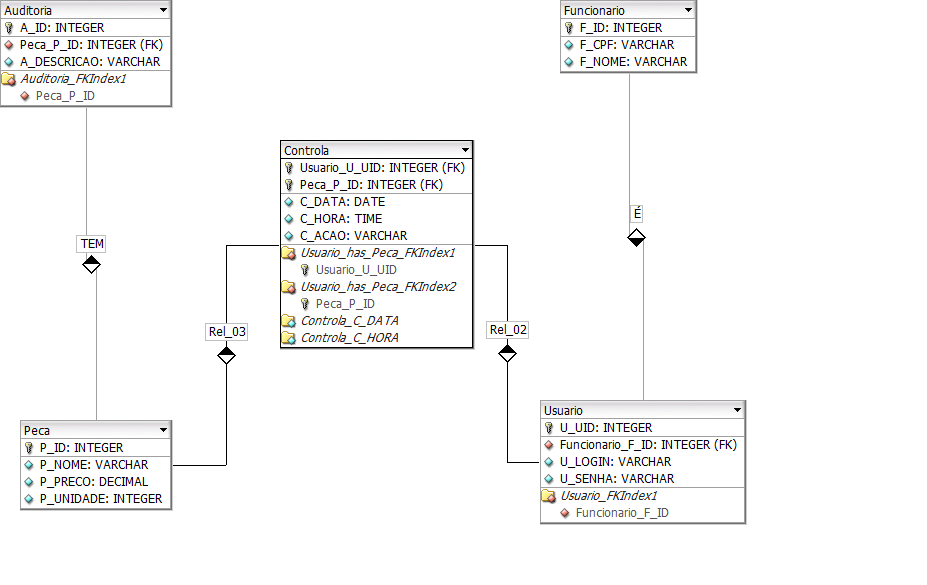 Auditoria
A_ID: INTEGER
Peca_P_ID: INTEGER (FK)
A_DESCRICAO: VARCHAR
Auditoria_FKIndex1
Peca_P_ID
Funcionario
F_ID: INTEGER
F_CPF: VARCHAR
F_NOME: VARCHAR
Controla
Usuario_U_UID: INTEGER (FK)
Peca_P_ID: INTEGER (FK)
C_DATA: DATE
C_HORA: TIME
C_ACAO: VARCHAR
Usuario_has_Peca_FKIndex1
Usuario_U_UID
Usuario_has_Peca_FKIndex2
Peca_P_ID
Controla_C_DATA
Controla_C_HORA
TEM
É
Rel_03
Rel_02
Peca
P_ID: INTEGER
P_NOME: VARCHAR
P_PRECO: DECIMAL
P_UNIDADE: INTEGER
Usuario
U_UID: INTEGER
Funcionario_F_ID: INTEGER (FK)
U_LOGIN: VARCHAR
U_SENHA: VARCHAR
Usuario_FKIndex1
Funcionario_F_ID